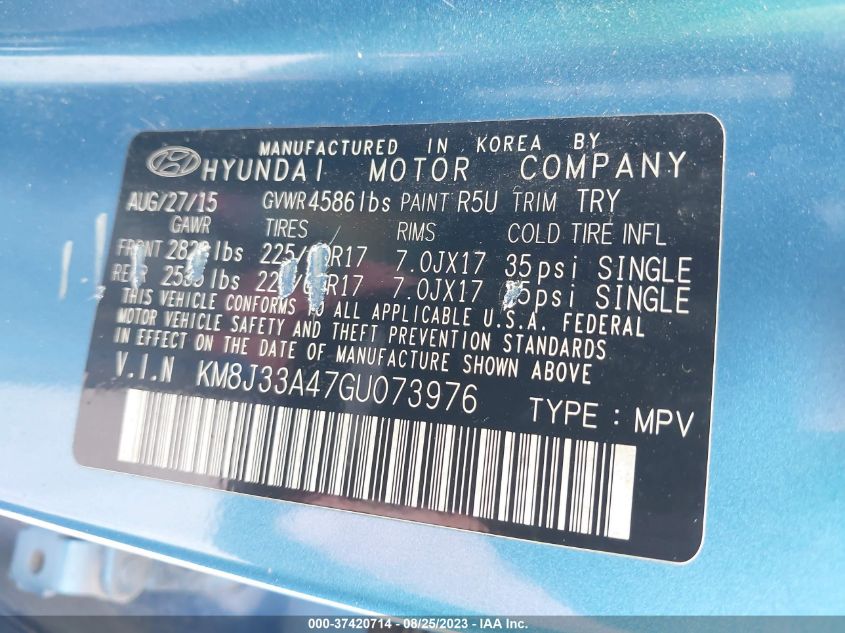 MANUFACTURED IN KOREA BY
HYUNDAI MOTOR COMPANY
AUG/27/15 GVWR 4586lbs PAINT R5U TRIM TRY
GAWR TIRES RIMS COLD TIRE INFL
FRONT lbs 7.0JX17 35psi SINGLE
REAR lbs 7.0JX17 SINGLE
THIS VEHICLE CONFORMS TO ALL APPLICABLE U.S.A. FEDERAL
MOTOR VEHICLE SAFETY AND THEFT PREVENTION STANDARDS
IN EFFECT ON THE DATE OF MANUFACTURE SHOWN ABOVE
V.I.N KM8J33A47GU073976 TYPE : MPV
000-37420714 - 08/25/2023 - © IAA Inc.